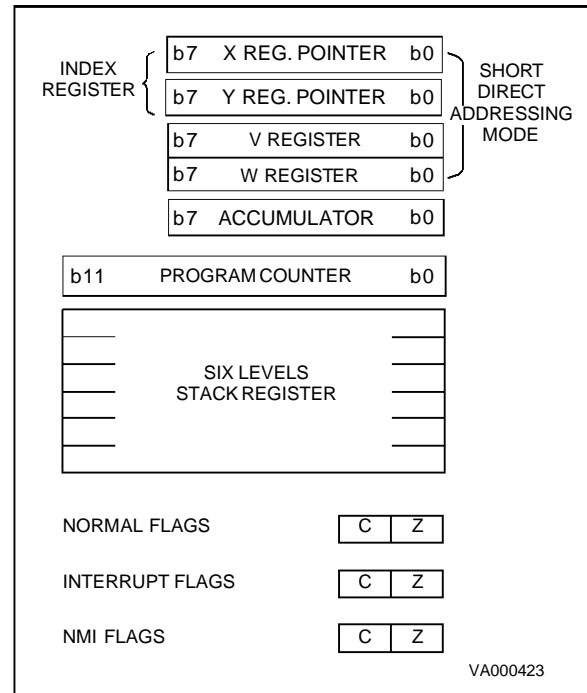 INDEX
REGISTER
b7 X REG. POINTER b0
b7 Y REG. POINTER b0
b7 V REGISTER b0
b7 W REGISTER b0
SHORT
DIRECT
ADDRESSING
MODE
b7 ACCUMULATOR b0
b11 PROGRAM COUNTER b0
SIX LEVELS
STACK REGISTER
NORMAL FLAGS C Z
INTERRUPT FLAGS C Z
NMI FLAGS C Z
VA000423